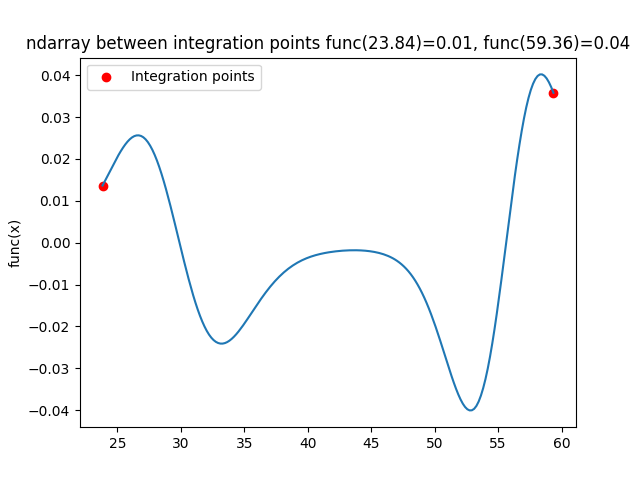 ndarray between integration points func(23.84)=0.01, func(59.36)=0.04
Integration points
func(x)
0.04
0.03
0.02
0.01
0.00
−0.01
−0.02
−0.03
−0.04
25 30 35 40 45 50 55 60